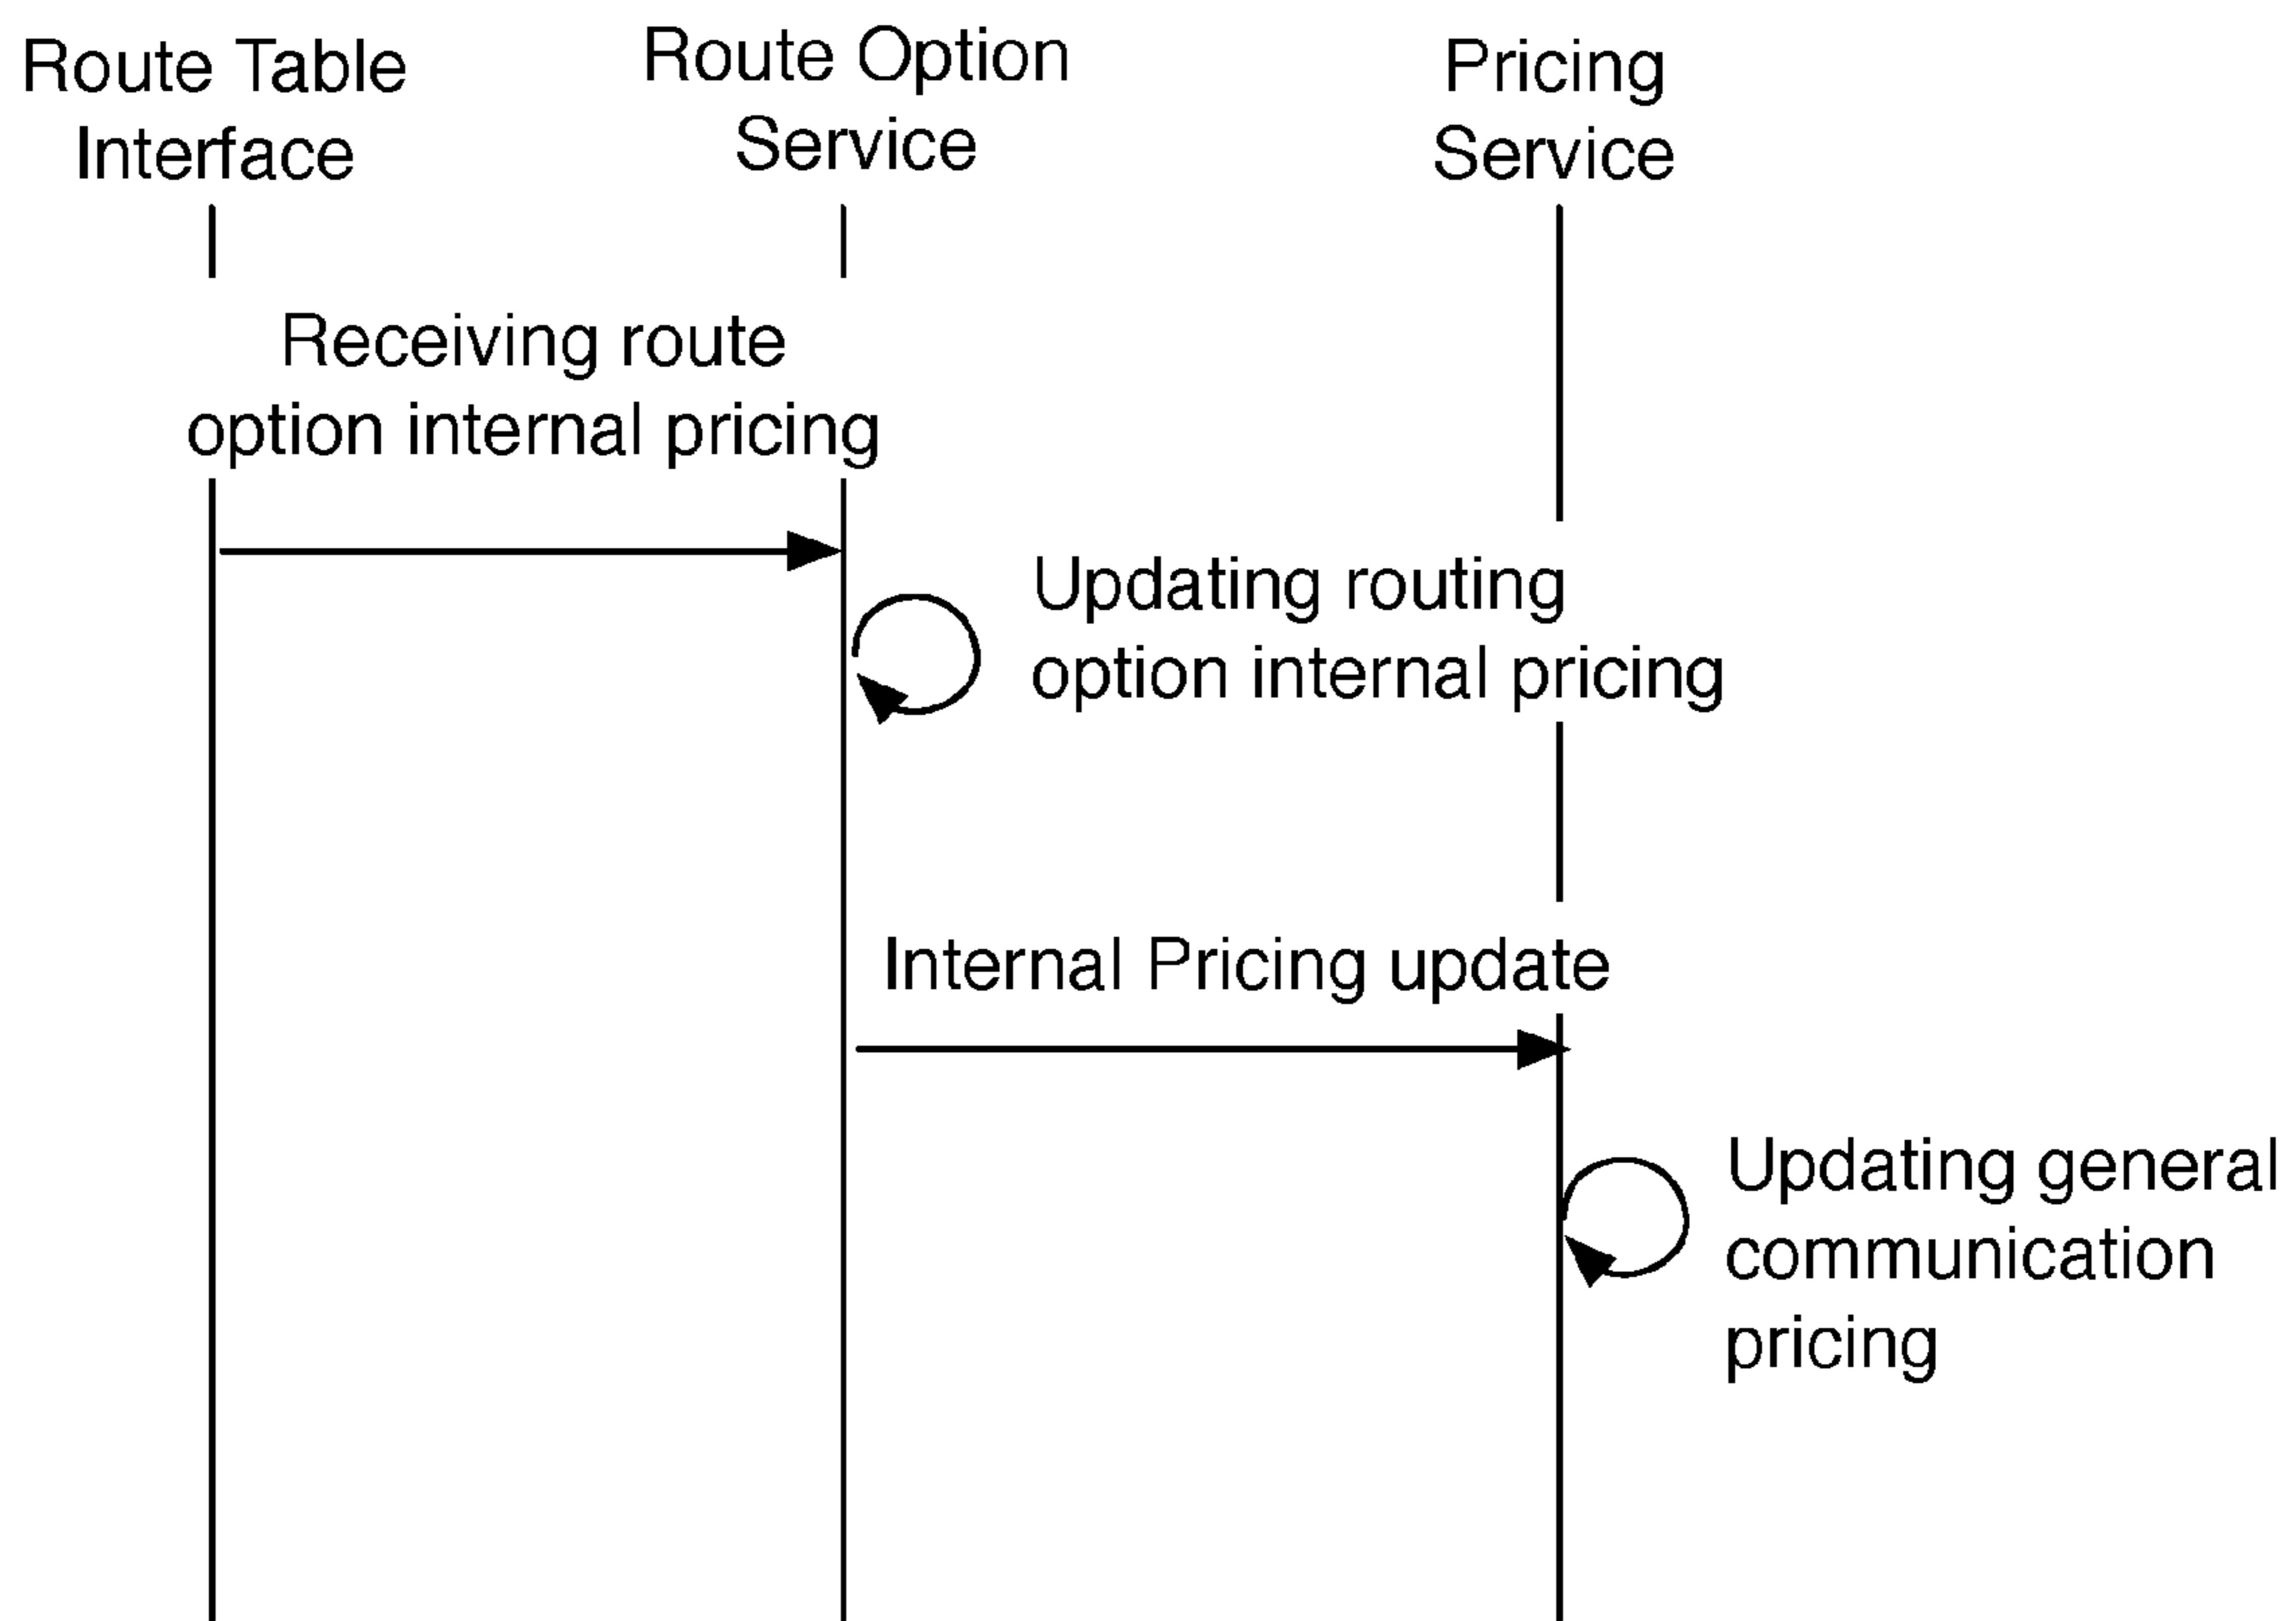 Route Table
Interface
Route Option
Service
Pricing
Service
Receiving route
option internal pricing
Updating routing
option internal pricing
Internal Pricing update
Updating general
communication
pricing